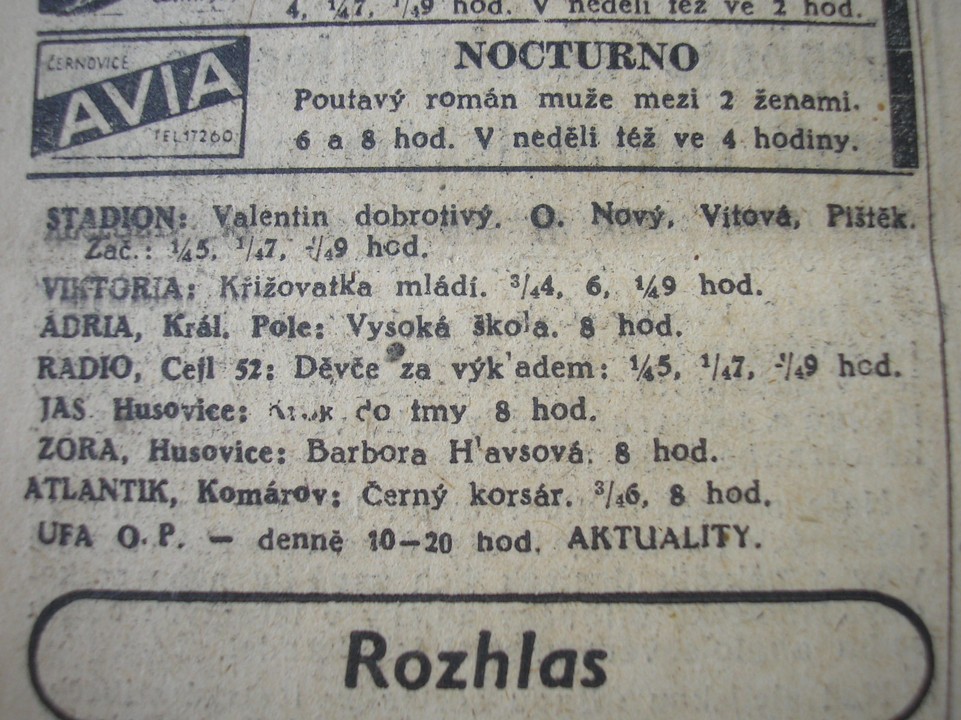 4, ¼7, ¼9 hod. V neděli též ve 2 hod.
ČERNOVICE
AVIA
TEL.17260
NOCTURNO
Poutavý román muže mezi 2 ženami.
6 a 8 hod. V neděli též ve 4 hodiny.
STADION: Valentin dobrotivý. O. Nový, Vítová, Pištěk.
Zač.: ¼5, ¼7, ¼9 hod.
VIKTORIA: Křižovatka mládí. ¾4, 6, ¼9 hod.
ADRIA, Král. Pole: Vysoká škola. 8 hod.
RADIO, Cejl 52: Děvče za výkladem: ¼5, ¼7, ¼9 hod.
JAS Husovice: Krok do tmy 8 hod.
ZORA, Husovice: Barbora Hlavsová. 8 hod.
ATLANTIK, Komárov: Černý korsár. ¾6, 8 hod.
UFA O. P. — denně 10—20 hod. AKTUALITY.
Rozhlas